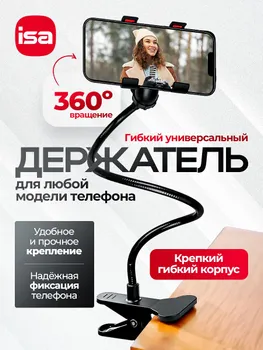 isa
360°
вращение
Гибкий универсальный
ДЕРЖАТЕЛЬ
для любой
модели телефона
Удобное
и прочное
крепление
Надёжная
фиксация
телефона
Крепкий
гибкий корпус